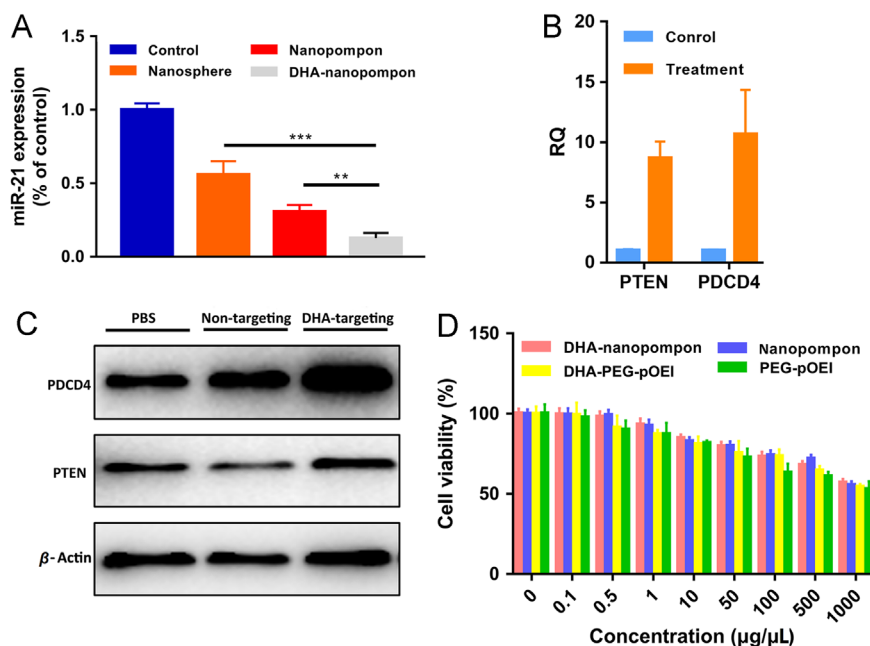 A
miR-21 expression
(% of control)
1.5
1.0
0.5
0.0
Control
Nanopompon
Nanosphere
DHA-nanopompon
***
**
B
RQ
20
15
10
5
0
Conrol
Treatment
PTEN PDCD4
C
PBS Non-targeting DHA-targeting
PDCD4
PTEN
β- Actin
D
Cell viability (%)
150
100
50
0
DHA-nanopompon
Nanopompon
DHA-PEG-pOEI
PEG-pOEI
0 0.1 0.5 1 10 50 100 500 1000
Concentration (µg/µL)